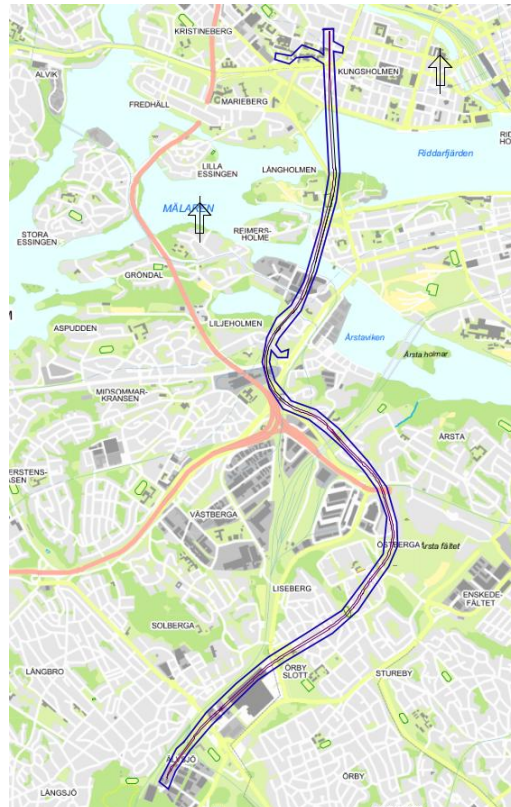 KRISTINEBERG
ALVIK
KUNGSHOLMEN
FREDHÄLL
MARIEBERG
Riddarfjärden
LILLA
ESSINGEN
LÅNGHOLMEN
MÄLAREN
STORA
ESSINGEN
REIMERS-
HOLME
GRÖNDAL
ASPUDDEN
LILJEHOLMEN
Årstaviken
Årsta holmar
MIDSOMMAR-
KRANSEN
ÅRSTA
VÄSTBERGA
ÖSTBERGA
Årsta fältet
LISEBERG
ENSKEDE-
FÄLTET
SOLBERGA
LÅNGBRO
ÖRBY
SLOTT
STUREBY
ÄLVSJÖ
ÖRBY
LÅNGSJÖ